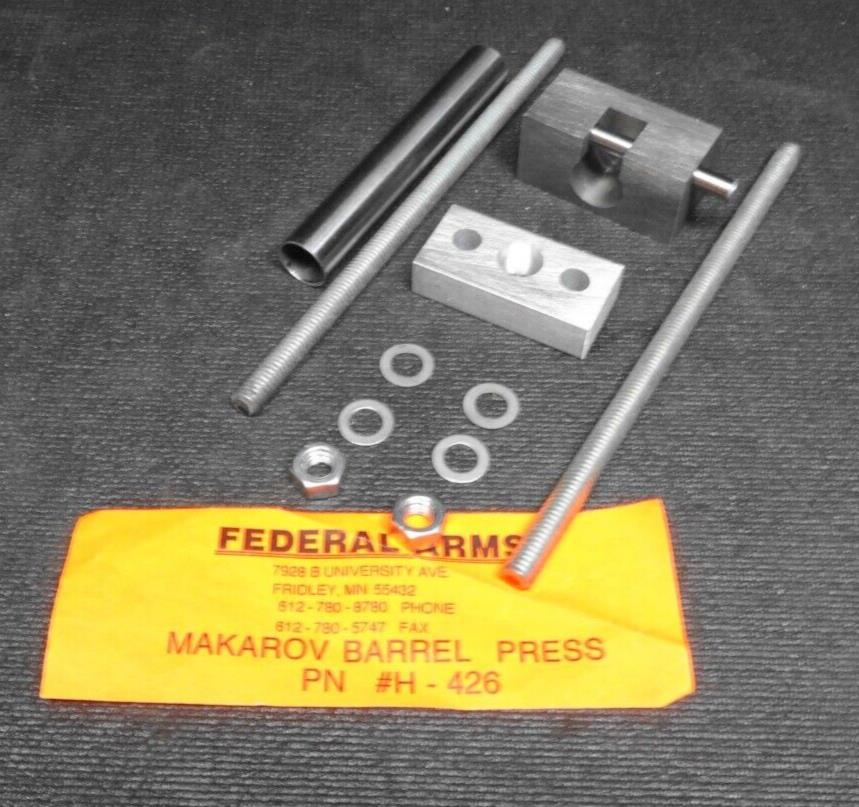 FEDERAL ARMS
7928 B UNIVERSITY AVE.
FRIDLEY, MN 55432
612-780-8780 PHONE
612-780-5747 FAX
MAKAROV BARREL PRESS
PN #H-426